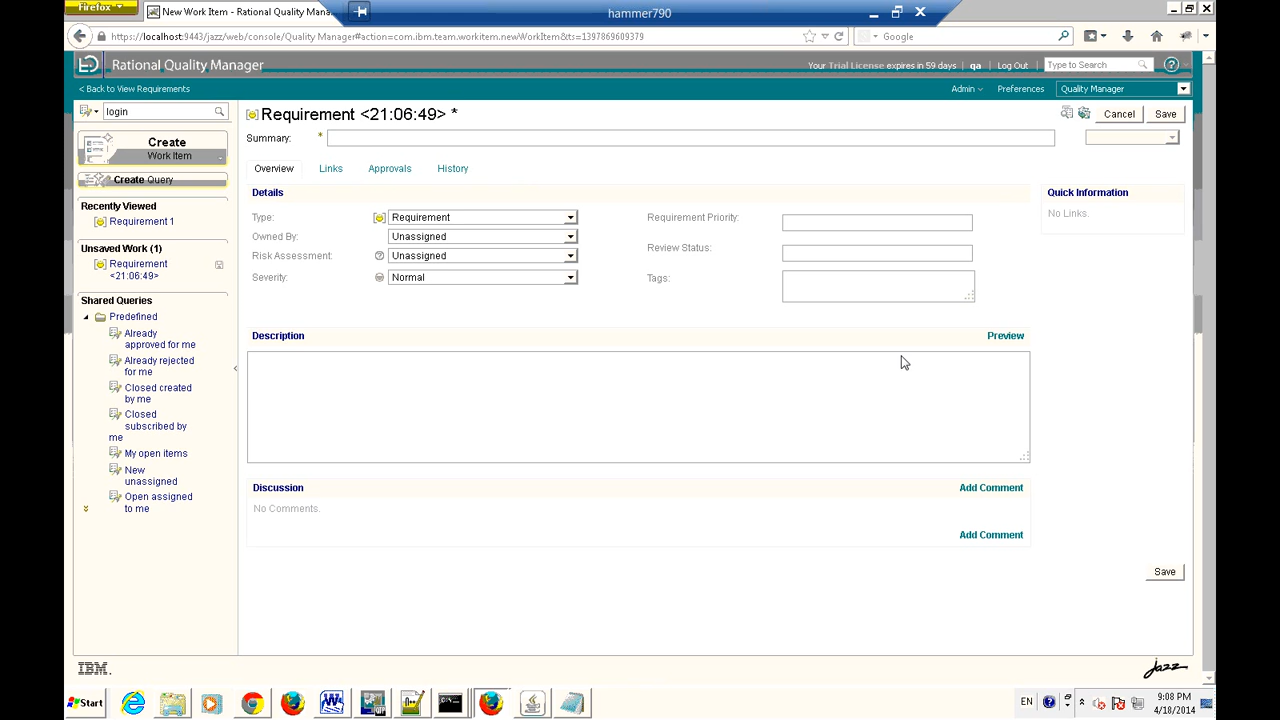 Firefox
New Work Item - Rational Quality Mana...
hammer790
https://localhost:9443/jazz/web/console/Quality Manager#action=com.ibm.team.workitem.newWorkItem&ts=1397869609379
Google
Rational Quality Manager
Your Trial License expires in 59 days
qa
Log Out
Type to Search
< Back to View Requirements
Admin
Preferences
Quality Manager
login
Requirement <21:06:49> *
Cancel
Save
Summary: *
Create
Work Item
Create Query
Overview
Links
Approvals
History
Details
Quick Information
Recently Viewed
Requirement 1
Type:
Requirement
Requirement Priority:
No Links.
Owned By:
Unassigned
Unsaved Work (1)
Requirement
<21:06:49>
Risk Assessment:
Unassigned
Review Status:
Severity:
Normal
Tags:
Shared Queries
Predefined
Already
approved for me
Already rejected
for me
Closed created
by me
Closed
subscribed by
me
My open items
New
unassigned
Open assigned
to me
Description
Preview
Discussion
Add Comment
No Comments.
Add Comment
Save
IBM.
jazz
Start
EN
9:08 PM
4/18/2014